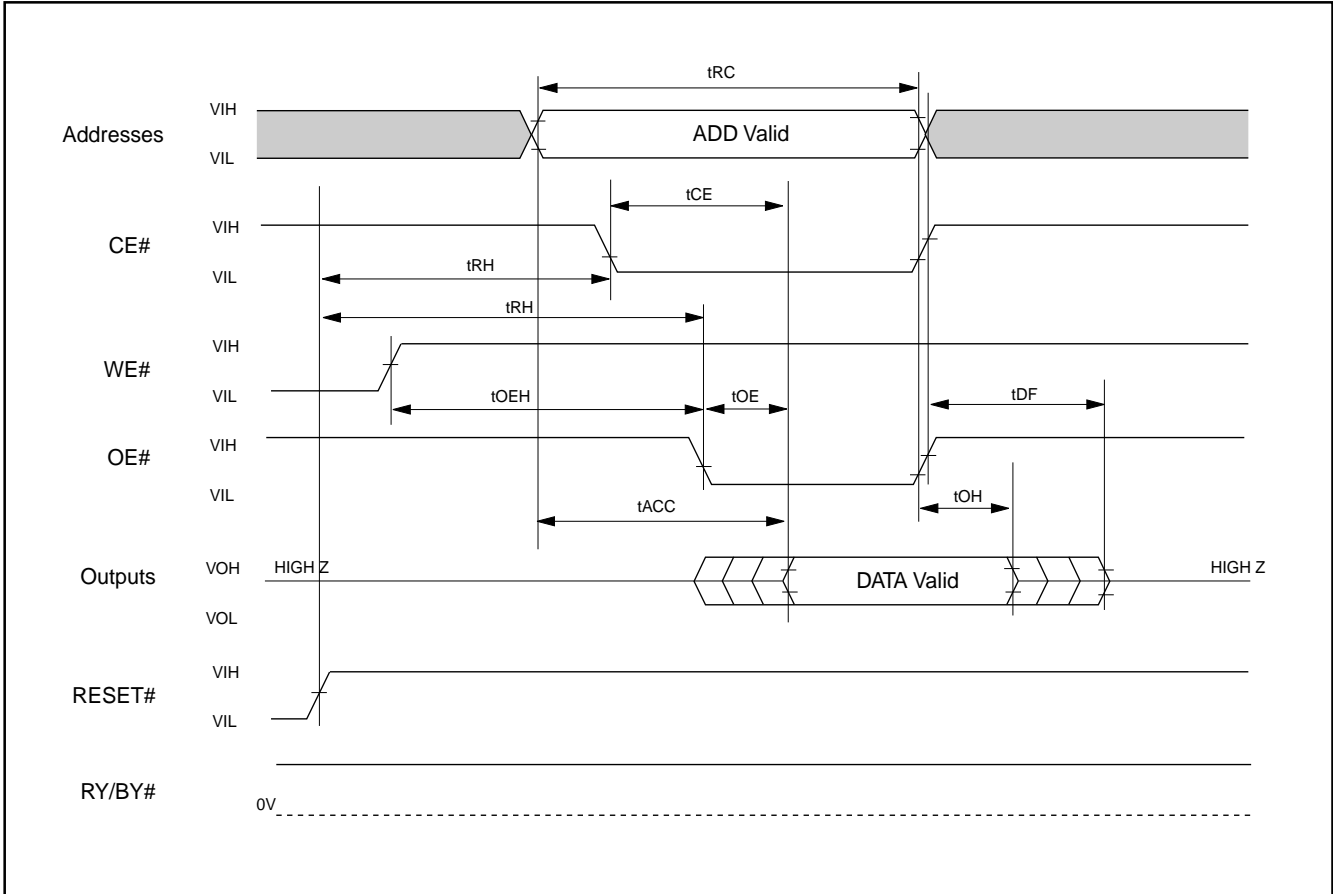 tRC
VIH
Addresses
ADD Valid
VIL
tCE
VIH
CE#
VIL
tRH
tRH
VIH
WE#
VIL
tOEH
tOE
tDF
VIH
OE#
VIL
tOH
tACC
Outputs
VOH
HIGH Z
DATA Valid
HIGH Z
VOL
VIH
RESET#
VIL
RY/BY#
0V